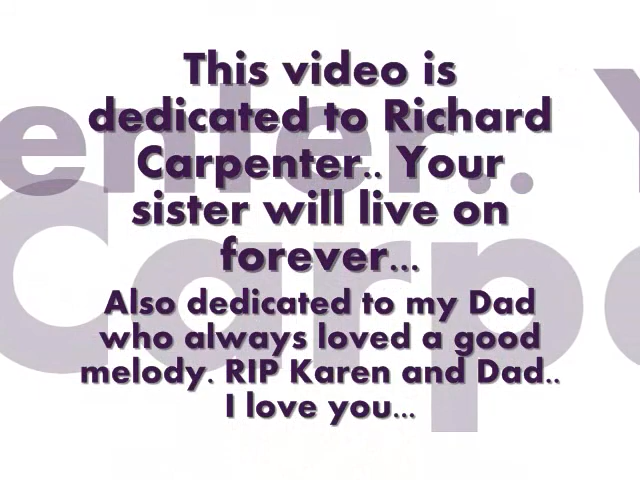 This video is
dedicated to Richard
Carpenter.. Your
sister will live on
forever...
Also dedicated to my Dad
who always loved a good
melody. RIP Karen and Dad..
I love you...